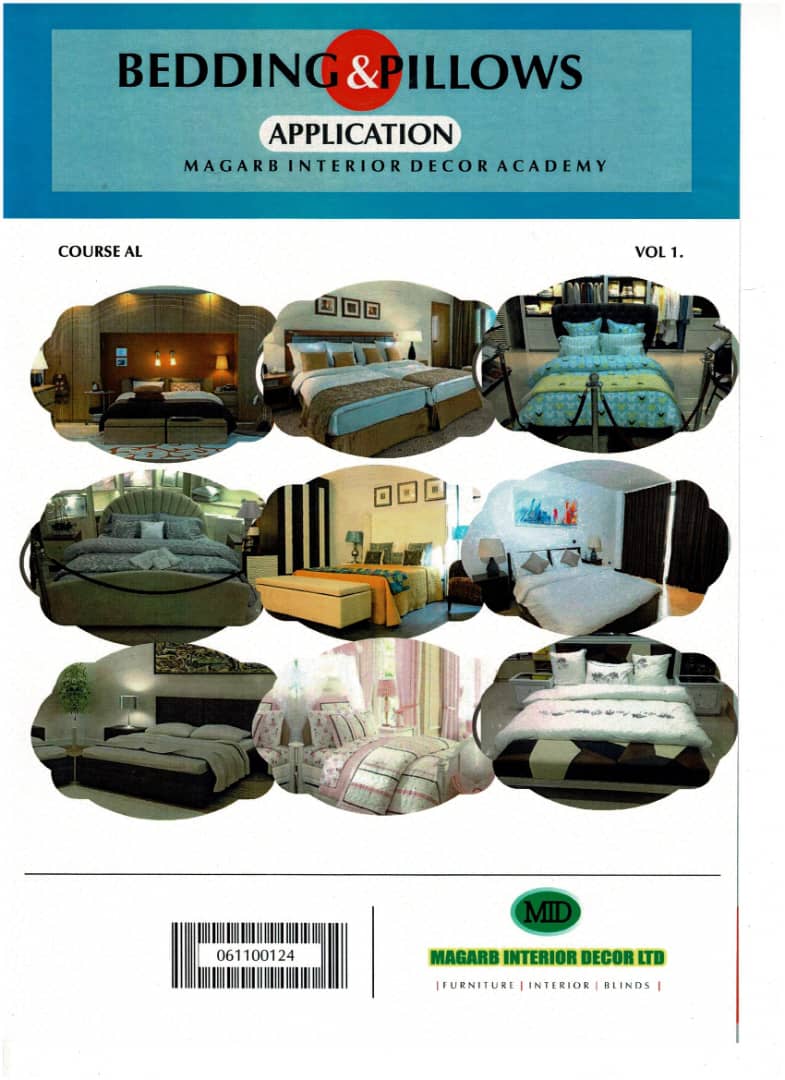 BEDDING & PILLOWS
APPLICATION
MAGARB INTERIOR DECOR ACADEMY
COURSE AL
VOL 1.
061100124
MID
MAGARB INTERIOR DECOR LTD
| FURNITURE | INTERIOR | BLINDS |